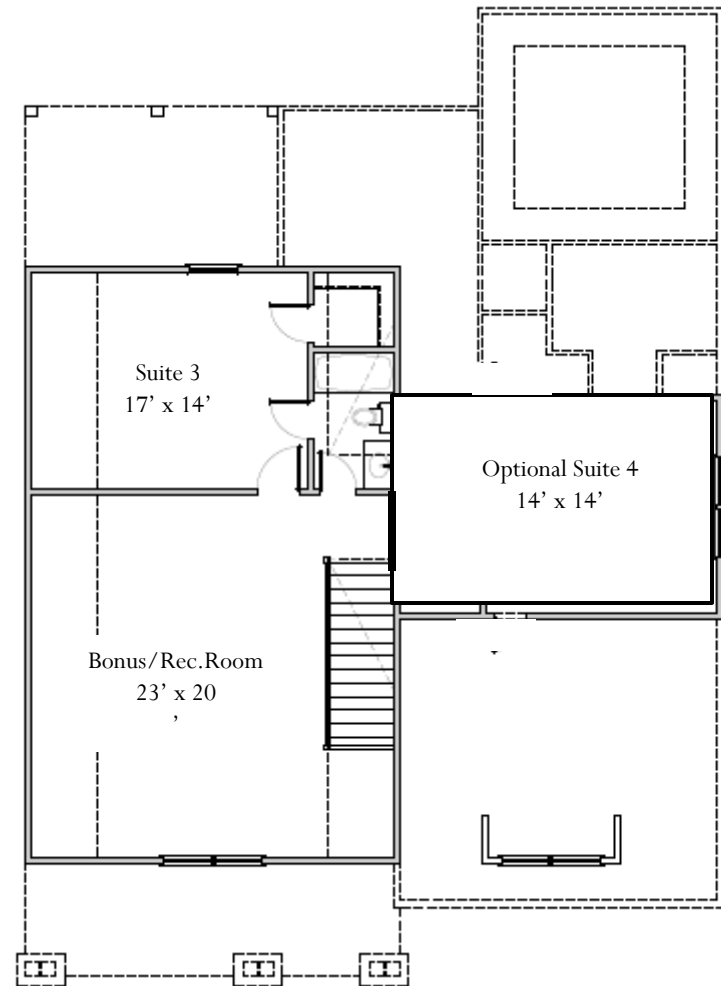 Suite 3
17’ x 14’
Optional Suite 4
14’ x 14’
Bonus/Rec.Room
23’ x 20
’